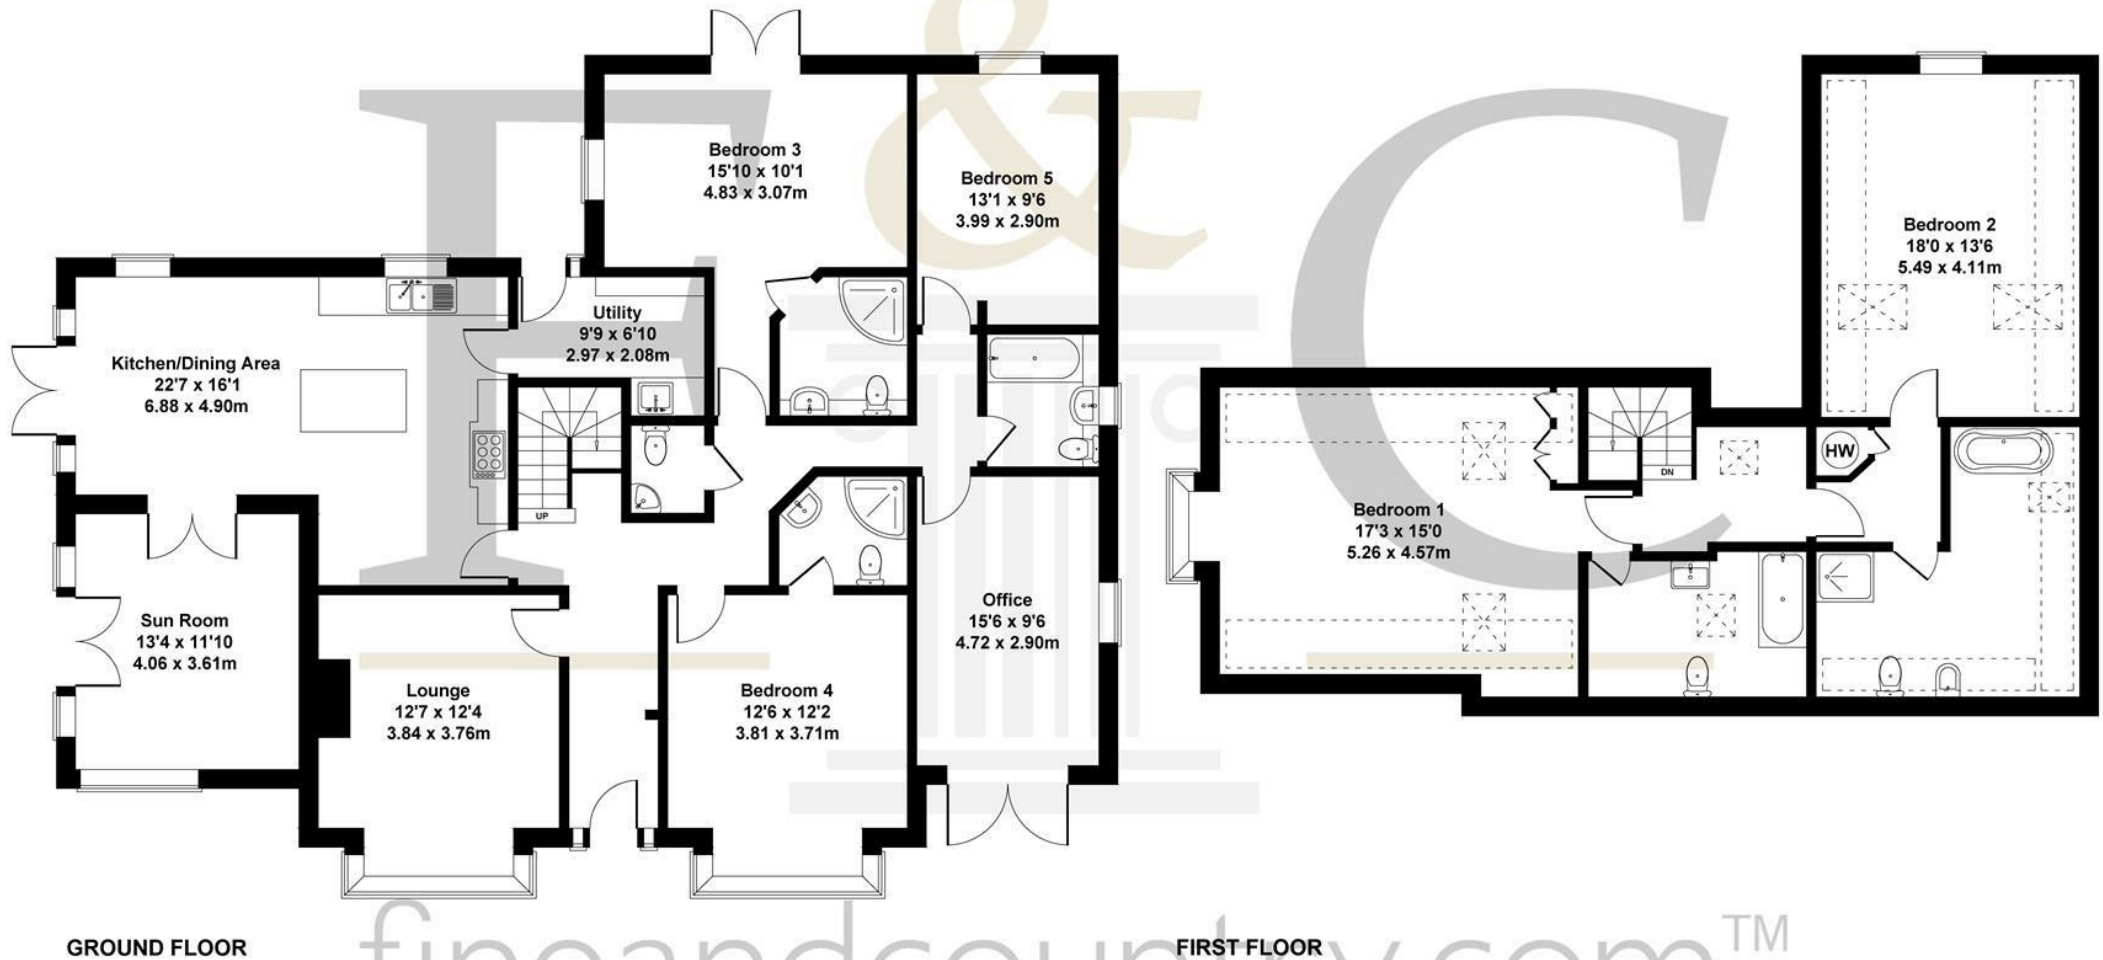 Bedroom 3
15'10 x 10'1
4.83 x 3.07m
Bedroom 5
13'1 x 9'6
3.99 x 2.90m
Utility
9'9 x 6'10
2.97 x 2.08m
Kitchen/Dining Area
22'7 x 16'1
6.88 x 4.90m
UP
Sun Room
13'4 x 11'10
4.06 x 3.61m
Lounge
12'7 x 12'4
3.84 x 3.76m
Bedroom 4
12'6 x 12'2
3.81 x 3.71m
Office
15'6 x 9'6
4.72 x 2.90m
GROUND FLOOR
Bedroom 2
18'0 x 13'6
5.49 x 4.11m
HW
DN
Bedroom 1
17'3 x 15'0
5.26 x 4.57m
FIRST FLOOR
F&C
fineandcountry.com™